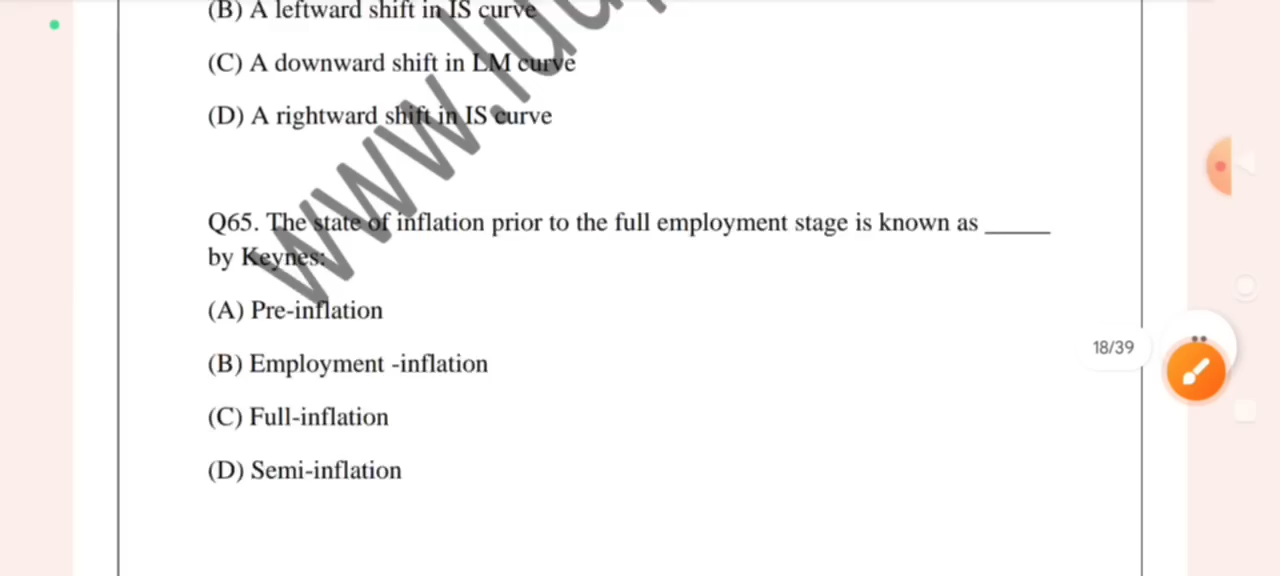 (B) A leftward shift in IS curve
(C) A downward shift in LM curve
(D) A rightward shift in IS curve
Q65. The state of inflation prior to the full employment stage is known as _____
by Keynes:
(A) Pre-inflation
(B) Employment -inflation
(C) Full-inflation
(D) Semi-inflation
18/39